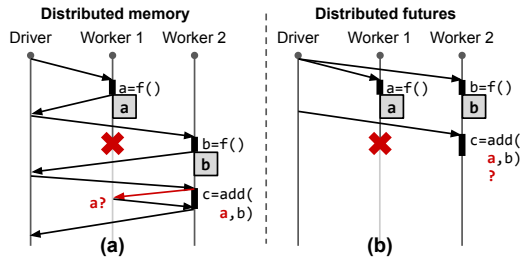 Distributed memory
Distributed futures
Driver Worker 1 Worker 2
Driver Worker 1 Worker 2
a=f()
a
b=f()
b
c=add(
a,b)
a?
(a)
a=f()
a
b=f()
b
c=add(
a,b)
?
(b)